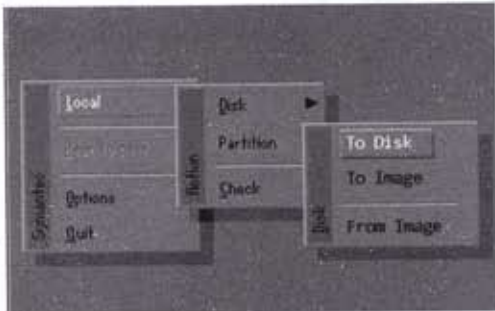 Symantec
Local
Options
Quit
Action
Disk
Partition
Check
Disk
To Disk
To Image
From Image